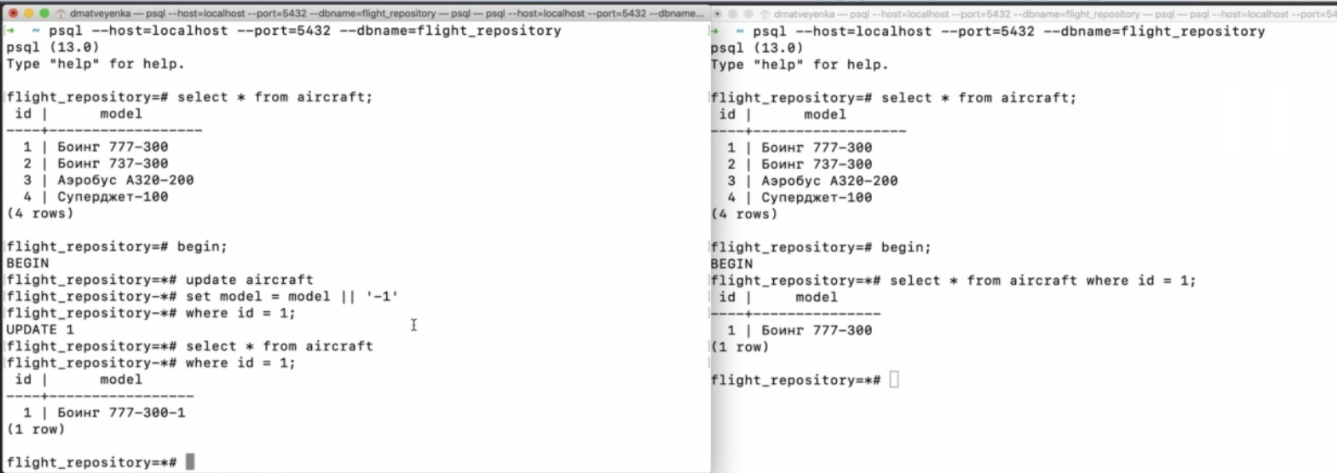 dmatveyenka — psql --host=localhost --port=5432 --dbname=flight_repository — psql — psql --host=localhost --port=5432 --dbname...
→ ~ psql --host=localhost --port=5432 --dbname=flight_repository
psql (13.0)
Type "help" for help.
flight_repository=# select * from aircraft;
id | model
----+------------------
1 | Боинг 777-300
2 | Боинг 737-300
3 | Аэробус A320-200
4 | Суперджет-100
(4 rows)
flight_repository=# begin;
BEGIN
flight_repository=*# update aircraft
flight_repository-*# set model = model || '-1'
flight_repository-*# where id = 1;
UPDATE 1
flight_repository=*# select * from aircraft
flight_repository-*# where id = 1;
id | model
----+-----------------
1 | Боинг 777-300-1
(1 row)
flight_repository=*#
dmatveyenka — psql --host=localhost --port=5432 --dbname=flight_repository — psql — psql --host=localhost --port=54
→ ~ psql --host=localhost --port=5432 --dbname=flight_repository
psql (13.0)
Type "help" for help.
flight_repository=# select * from aircraft;
id | model
----+------------------
1 | Боинг 777-300
2 | Боинг 737-300
3 | Аэробус A320-200
4 | Суперджет-100
(4 rows)
flight_repository=# begin;
BEGIN
flight_repository=*# select * from aircraft where id = 1;
id | model
----+---------------
1 | Боинг 777-300
(1 row)
flight_repository=*#